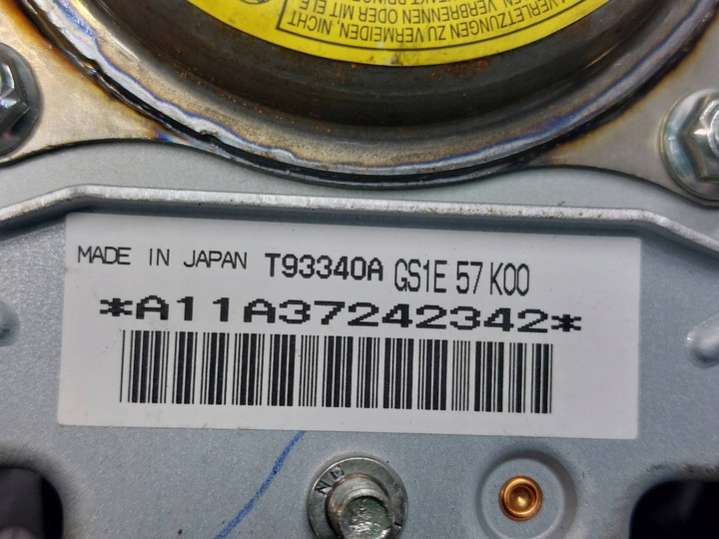 VERLETZUNGEN ZU VERMEIDEN, NICHT
VERBRENNEN ODER MIT ELE
MADE IN JAPAN T93340A GS1E 57 K00
*A11A37242342*